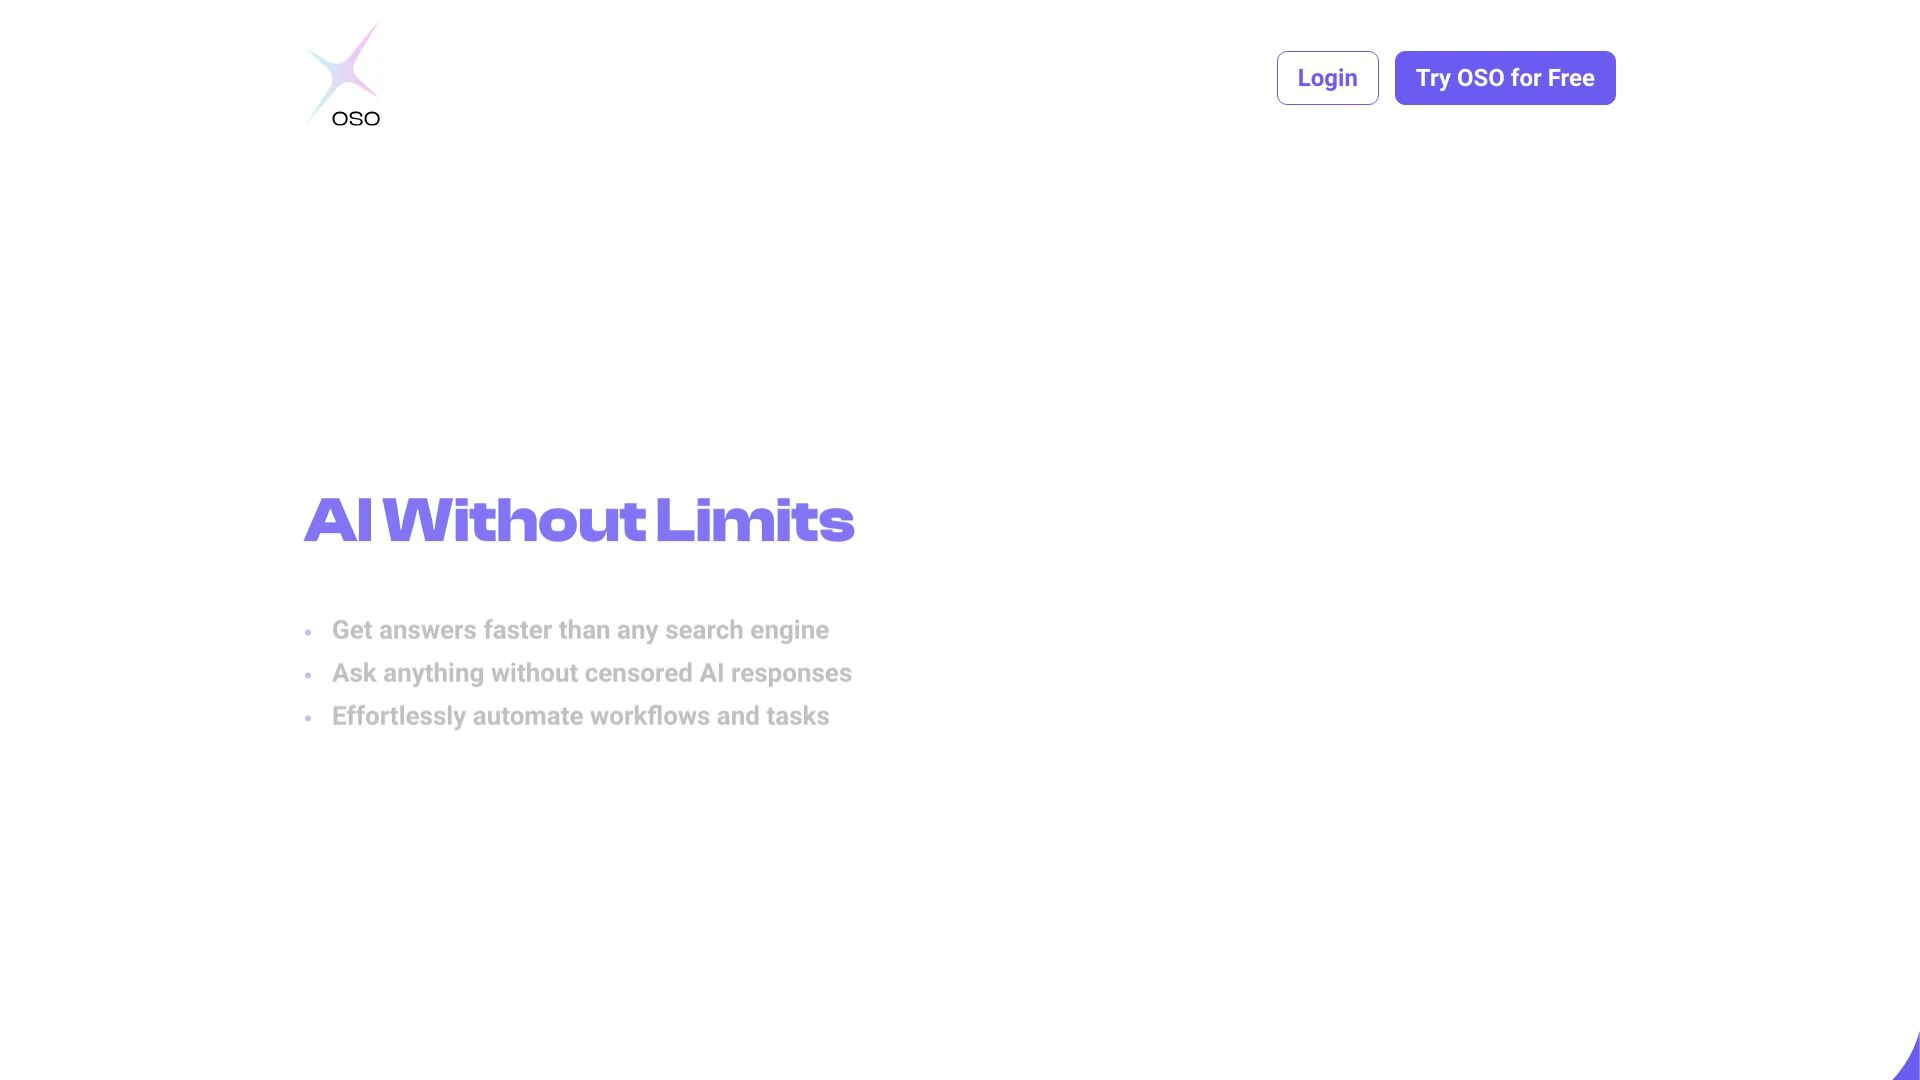 OSO
Login
Try OSO for Free
AI Without Limits
Get answers faster than any search engine
Ask anything without censored AI responses
Effortlessly automate workflows and tasks